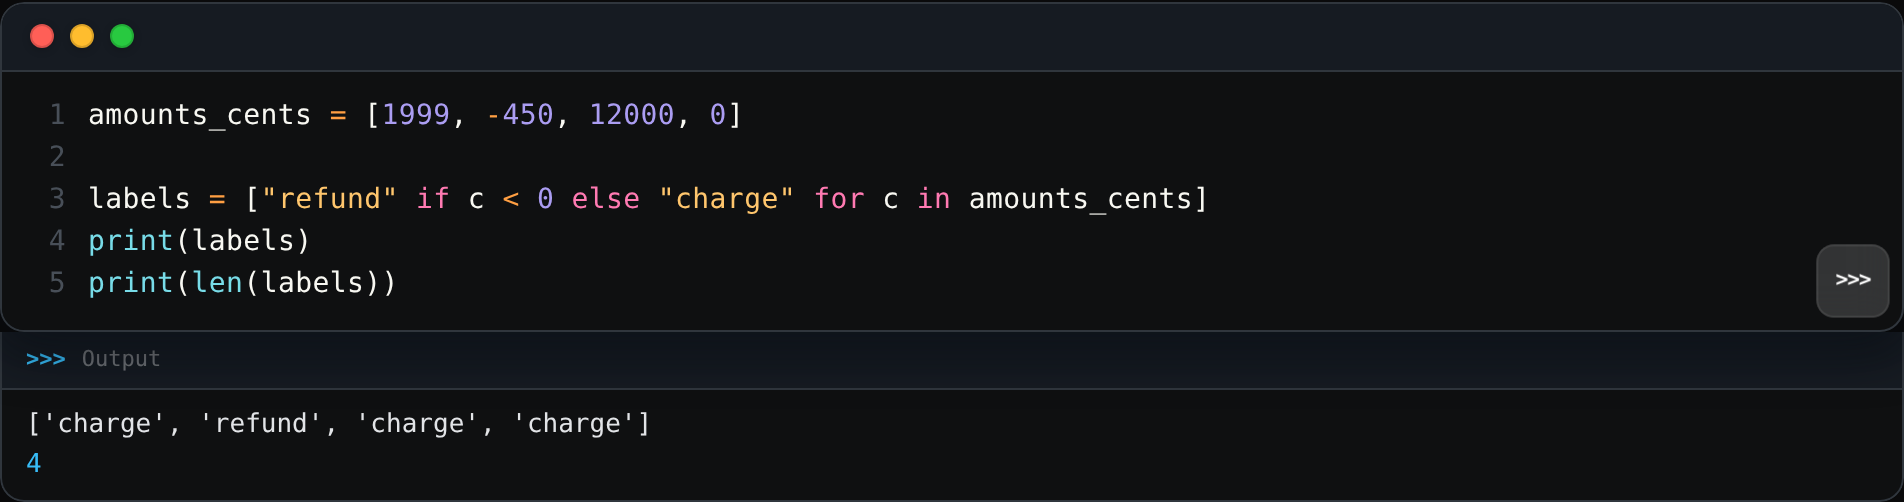 1 amounts_cents = [1999, -450, 12000, 0]
2
3 labels = ["refund" if c < 0 else "charge" for c in amounts_cents]
4 print(labels)
5 print(len(labels))
>>>
>>> Output
['charge', 'refund', 'charge', 'charge']
4